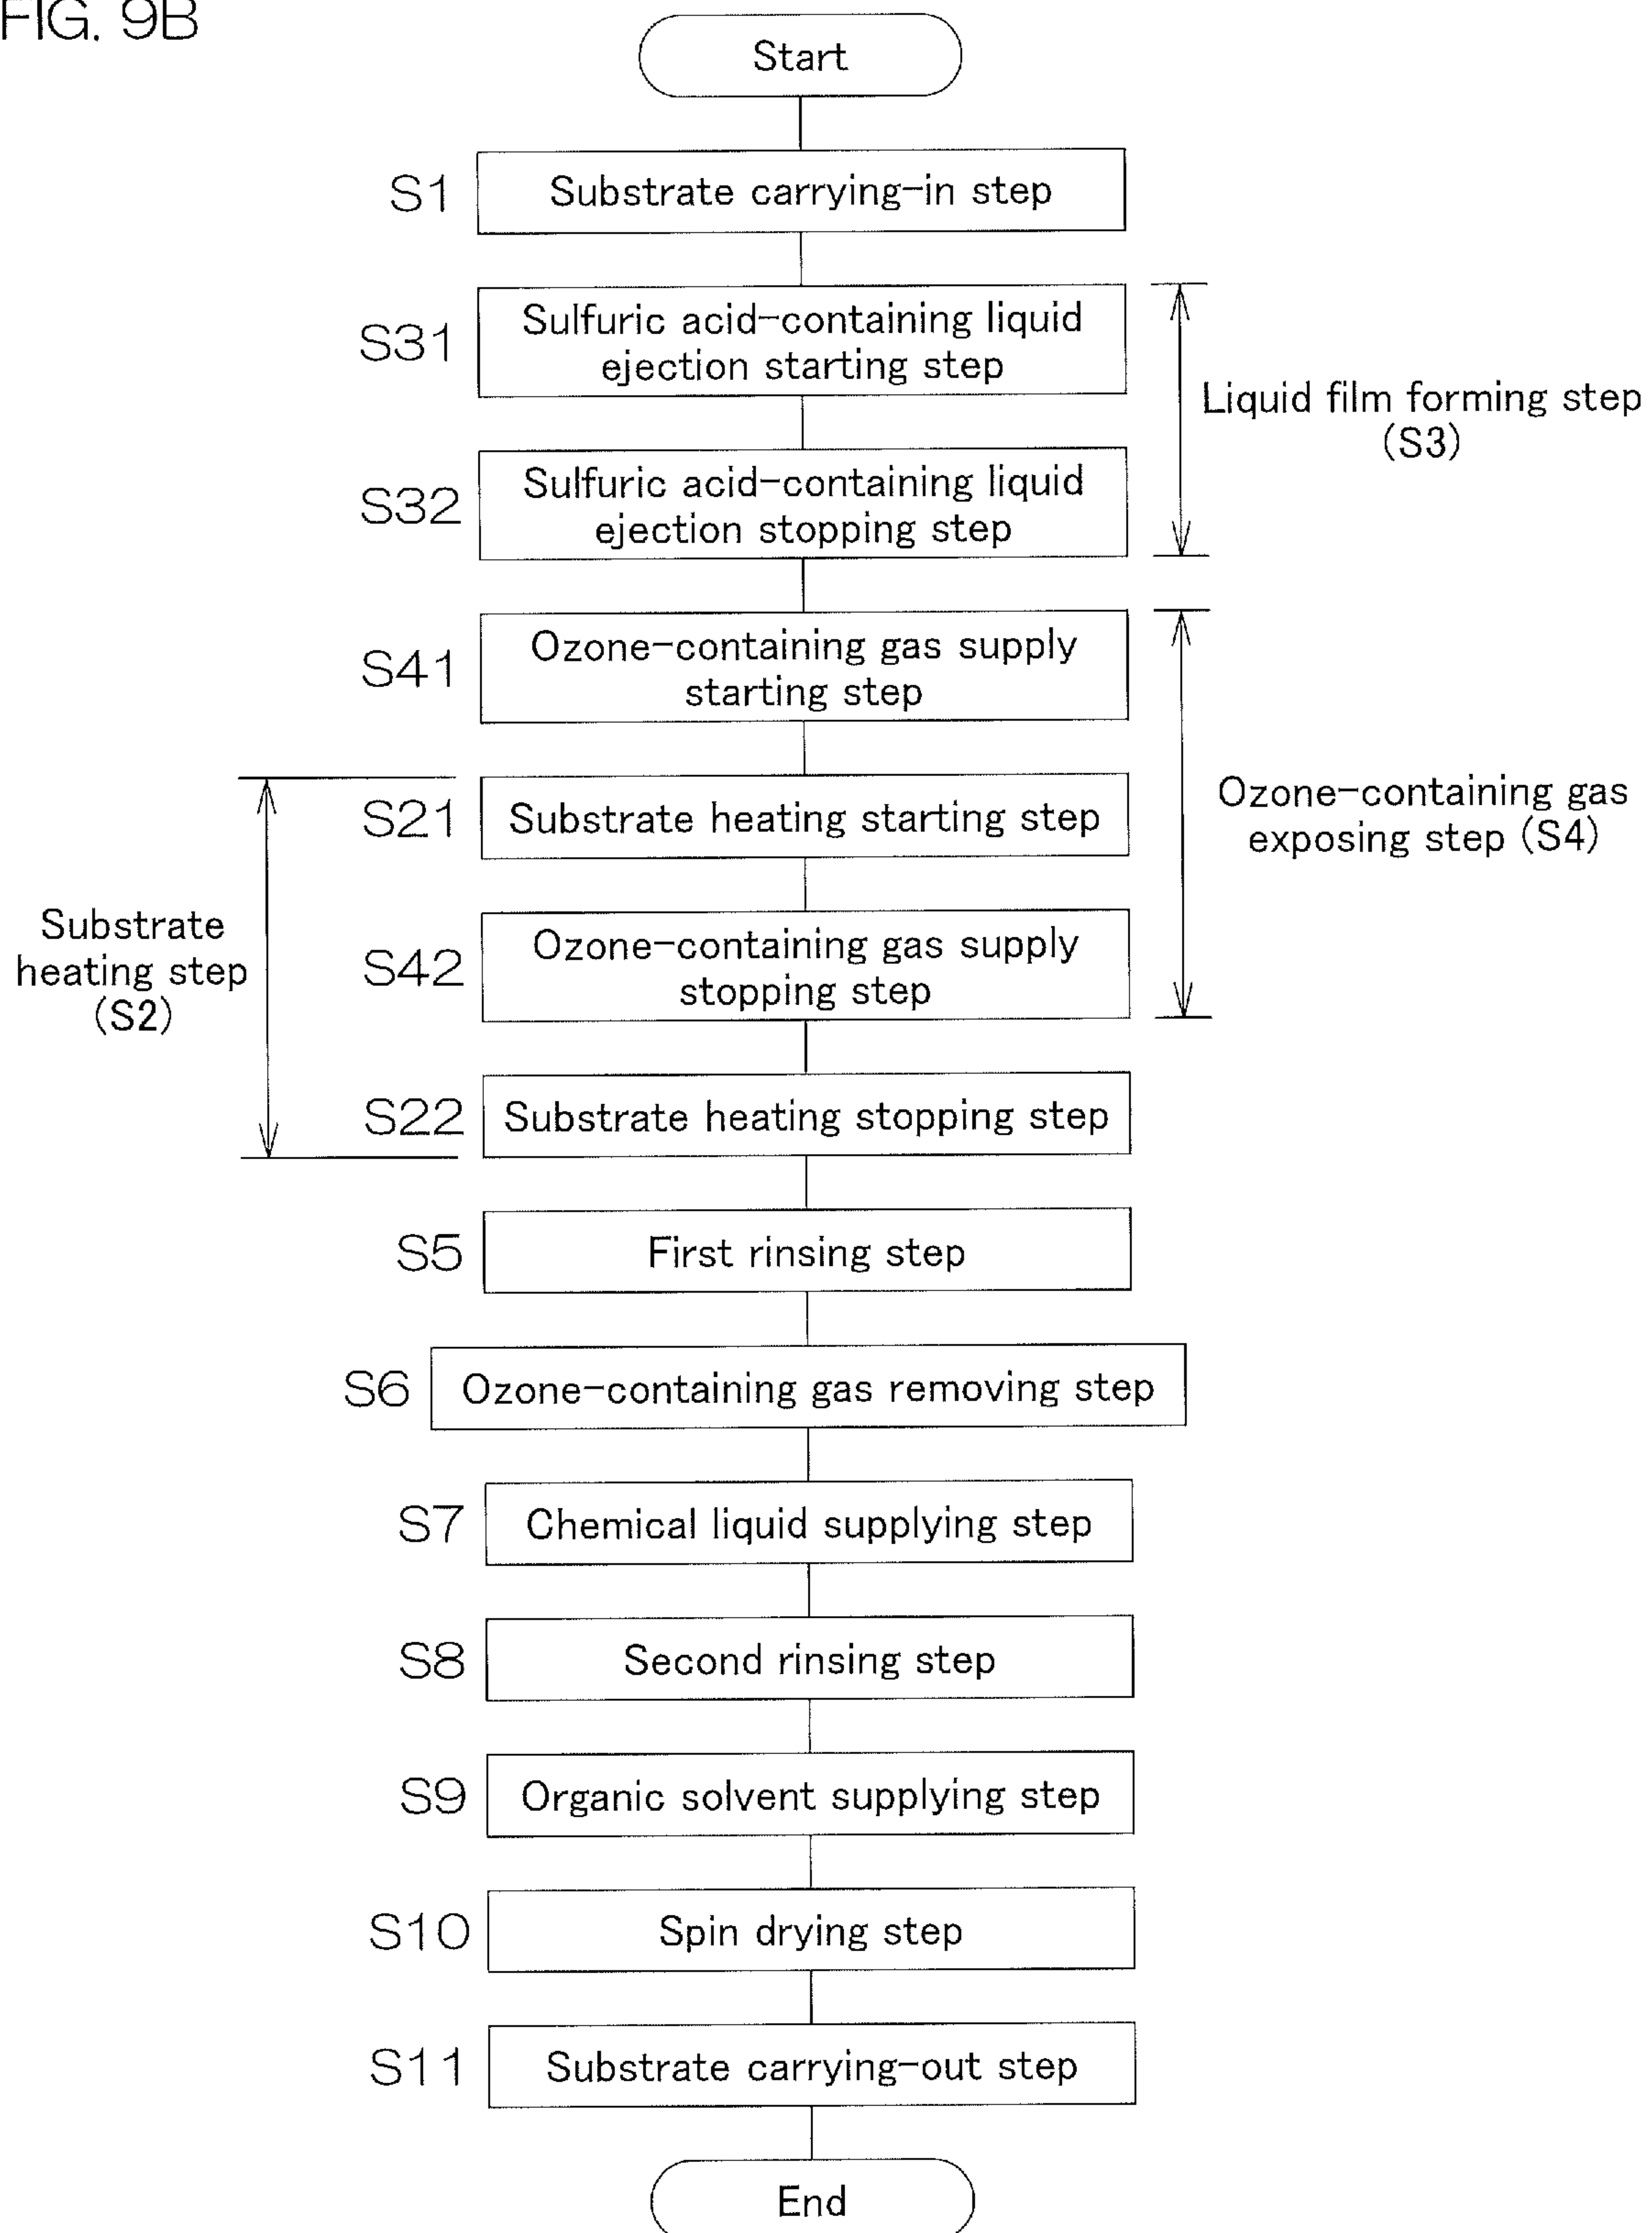 FIG. 9B
Start
S1
Substrate carrying-in step
S31
Sulfuric acid-containing liquid
ejection starting step
Liquid film forming step
(S3)
S32
Sulfuric acid-containing liquid
ejection stopping step
S41
Ozone-containing gas supply
starting step
S21
Substrate heating starting step
Ozone-containing gas
exposing step (S4)
Substrate
heating step
(S2)
S42
Ozone-containing gas supply
stopping step
S22
Substrate heating stopping step
S5
First rinsing step
S6
Ozone-containing gas removing step
S7
Chemical liquid supplying step
S8
Second rinsing step
S9
Organic solvent supplying step
S10
Spin drying step
S11
Substrate carrying-out step
End